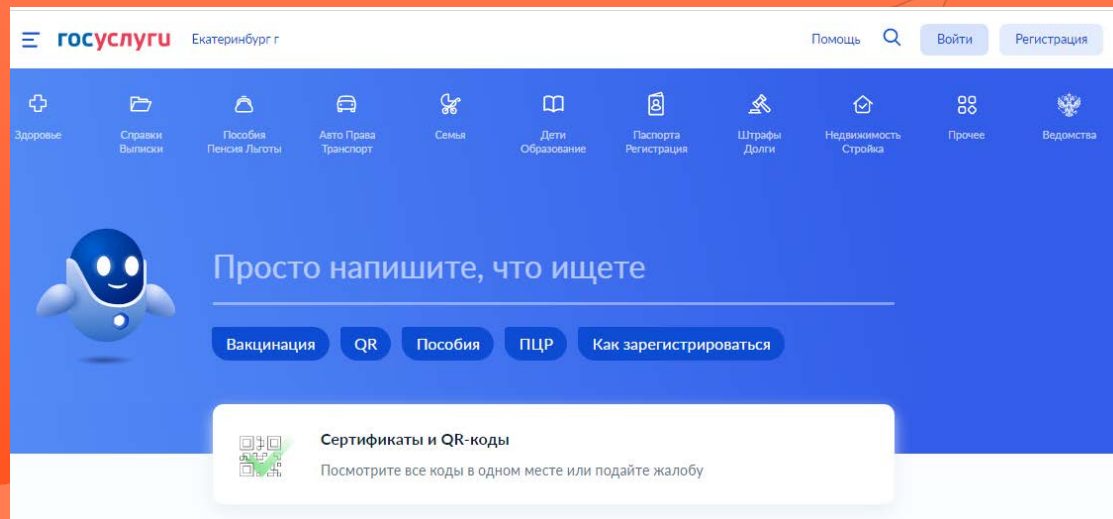 госуслуги Екатеринбург г Помощь Войти Регистрация
Здоровье
Справки
Выписки
Пособия
Пенсия Льготы
Авто Права
Транспорт
Семья
Дети
Образование
Паспорта
Регистрация
Штрафы
Долги
Недвижимость
Стройка
Прочее
Ведомства
Просто напишите, что ищете
Вакцинация QR Пособия ПЦР Как зарегистрироваться
Сертификаты и QR-коды
Посмотрите все коды в одном месте или подайте жалобу